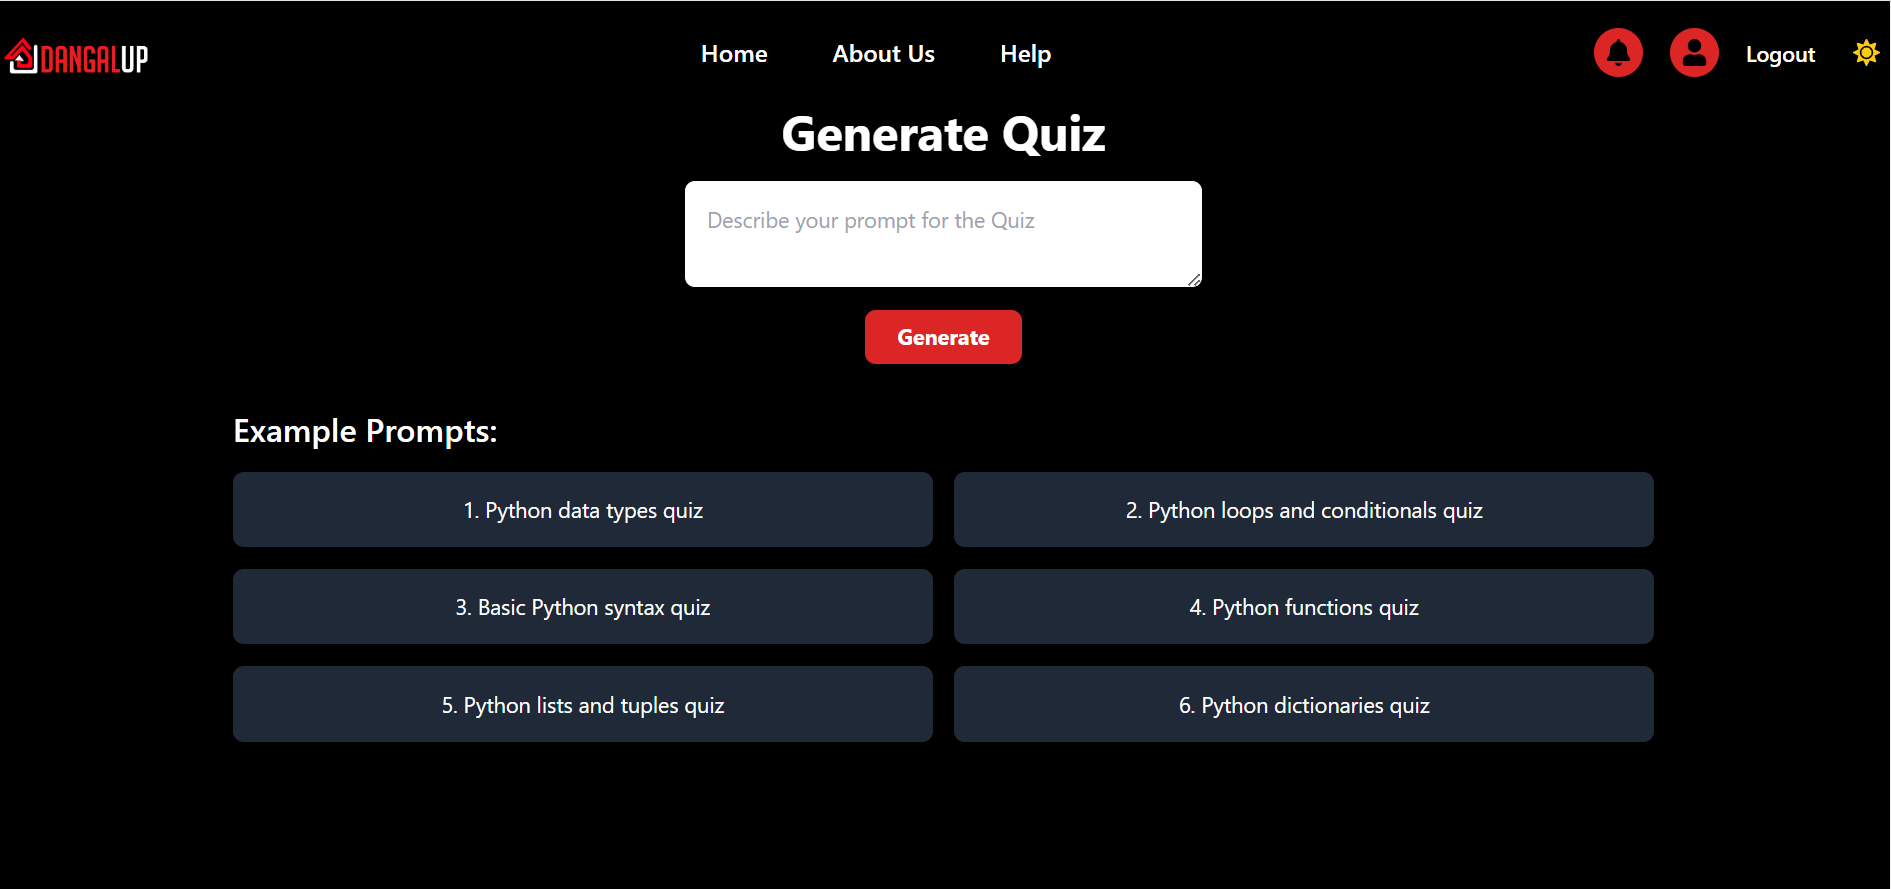 DANGALUP
Home
About Us
Help
Logout
Generate Quiz
Describe your prompt for the Quiz
Generate
Example Prompts:
1. Python data types quiz
2. Python loops and conditionals quiz
3. Basic Python syntax quiz
4. Python functions quiz
5. Python lists and tuples quiz
6. Python dictionaries quiz